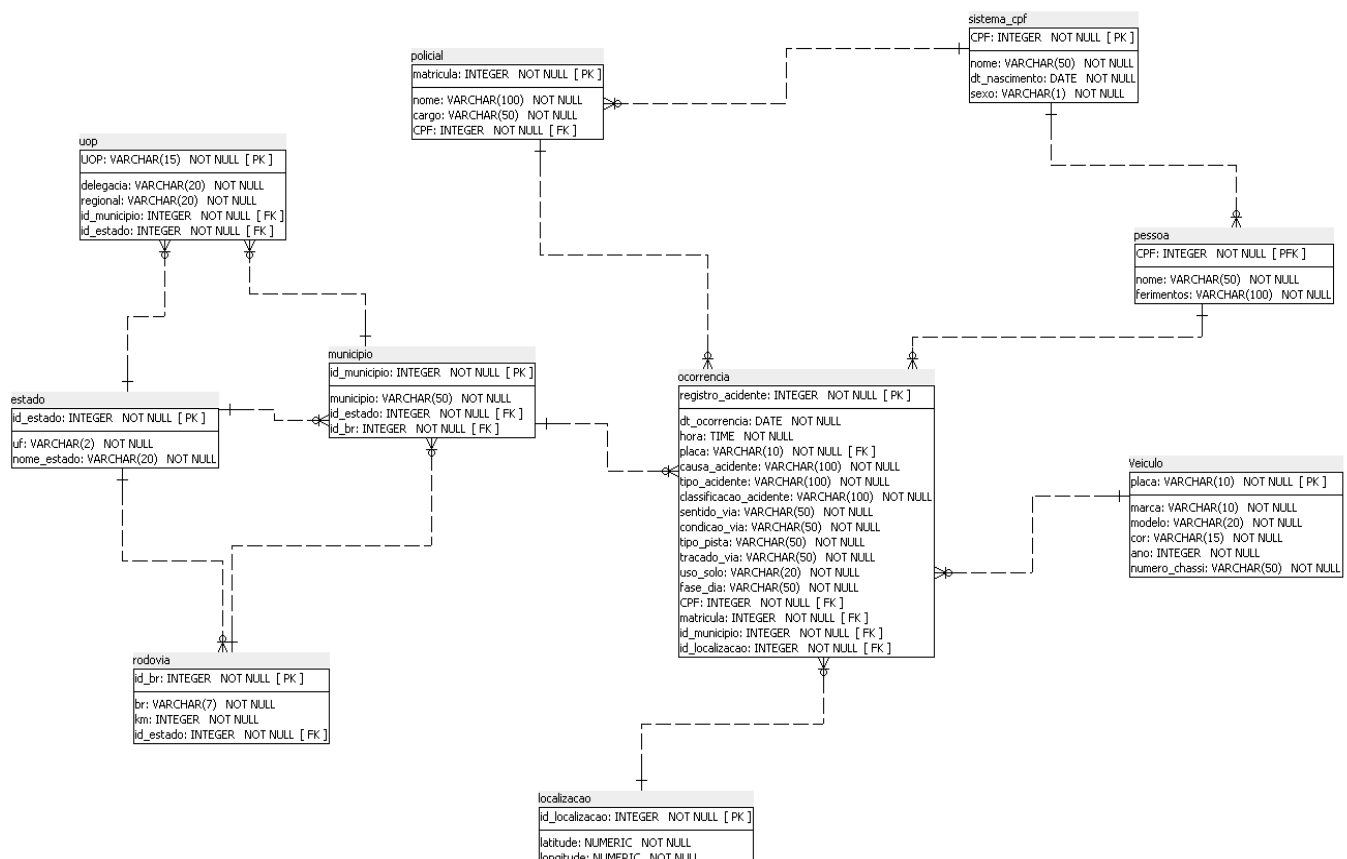 sistema_cpf
CPF: INTEGER NOT NULL [ PK ]
nome: VARCHAR(50) NOT NULL
dt_nascimento: DATE NOT NULL
sexo: VARCHAR(1) NOT NULL
policial
matricula: INTEGER NOT NULL [ PK ]
nome: VARCHAR(100) NOT NULL
cargo: VARCHAR(50) NOT NULL
CPF: INTEGER NOT NULL [ FK ]
uop
UOP: VARCHAR(15) NOT NULL [ PK ]
delegacia: VARCHAR(20) NOT NULL
regional: VARCHAR(20) NOT NULL
id_municipio: INTEGER NOT NULL [ FK ]
id_estado: INTEGER NOT NULL [ FK ]
pessoa
CPF: INTEGER NOT NULL [ PFK ]
nome: VARCHAR(50) NOT NULL
ferimentos: VARCHAR(100) NOT NULL
municipio
id_municipio: INTEGER NOT NULL [ PK ]
municipio: VARCHAR(50) NOT NULL
id_estado: INTEGER NOT NULL [ FK ]
id_br: INTEGER NOT NULL [ FK ]
estado
id_estado: INTEGER NOT NULL [ PK ]
uf: VARCHAR(2) NOT NULL
nome_estado: VARCHAR(20) NOT NULL
ocorrencia
registro_acidente: INTEGER NOT NULL [ PK ]
dt_ocorrencia: DATE NOT NULL
hora: TIME NOT NULL
placa: VARCHAR(10) NOT NULL [ FK ]
causa_acidente: VARCHAR(100) NOT NULL
tipo_acidente: VARCHAR(100) NOT NULL
classificacao_acidente: VARCHAR(100) NOT NULL
sentido_via: VARCHAR(50) NOT NULL
condicao_via: VARCHAR(50) NOT NULL
tipo_pista: VARCHAR(50) NOT NULL
tracado_via: VARCHAR(50) NOT NULL
uso_solo: VARCHAR(20) NOT NULL
fase_dia: VARCHAR(50) NOT NULL
CPF: INTEGER NOT NULL [ FK ]
matricula: INTEGER NOT NULL [ FK ]
id_municipio: INTEGER NOT NULL [ FK ]
id_localizacao: INTEGER NOT NULL [ FK ]
Veiculo
placa: VARCHAR(10) NOT NULL [ PK ]
marca: VARCHAR(10) NOT NULL
modelo: VARCHAR(20) NOT NULL
cor: VARCHAR(15) NOT NULL
ano: INTEGER NOT NULL
numero_chassi: VARCHAR(50) NOT NULL
rodovia
id_br: INTEGER NOT NULL [ PK ]
br: VARCHAR(7) NOT NULL
km: INTEGER NOT NULL
id_estado: INTEGER NOT NULL [ FK ]
localizacao
id_localizacao: INTEGER NOT NULL [ PK ]
latitude: NUMERIC NOT NULL
longitude: NUMERIC NOT NULL